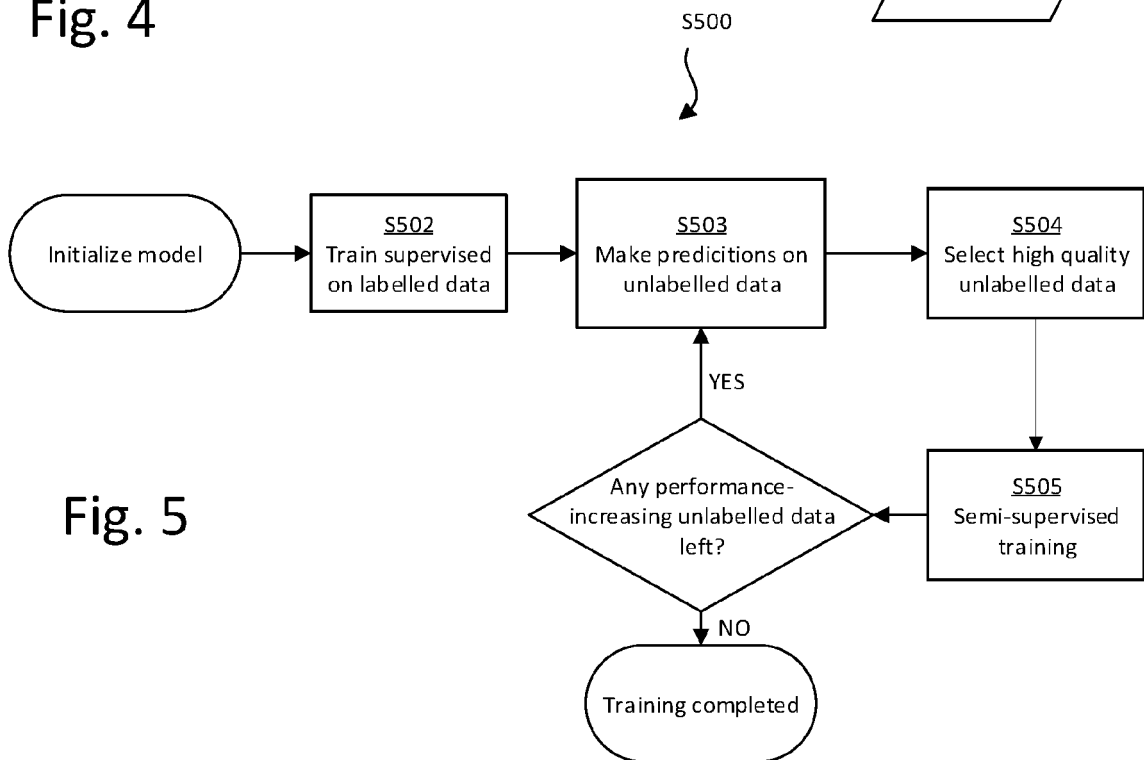 Fig. 4
S500
Initialize model
S502
Train supervised
on labelled data
S503
Make predicitions on
unlabelled data
S504
Select high quality
unlabelled data
YES
Any performance-
increasing unlabelled data
left?
S505
Semi-supervised
training
Fig. 5
NO
Training completed